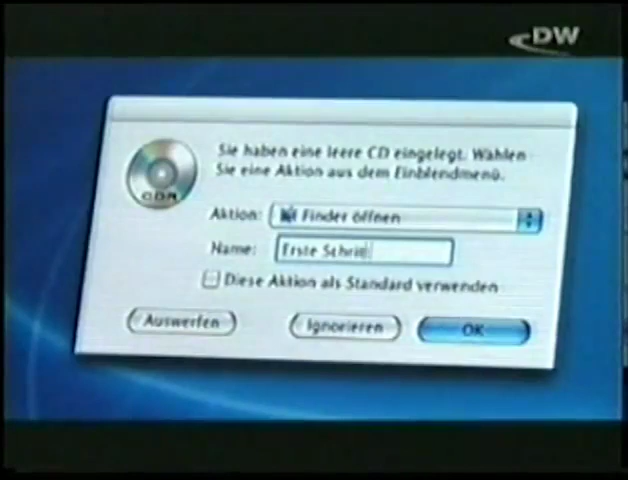 DW
Sie haben eine leere CD eingelegt. Wählen
Sie eine Aktion aus dem Einblendmenü.
CDR
Aktion: Finder öffnen
Name: Erste Schritt
Diese Aktion als Standard verwenden
Auswerfen Ignorieren OK